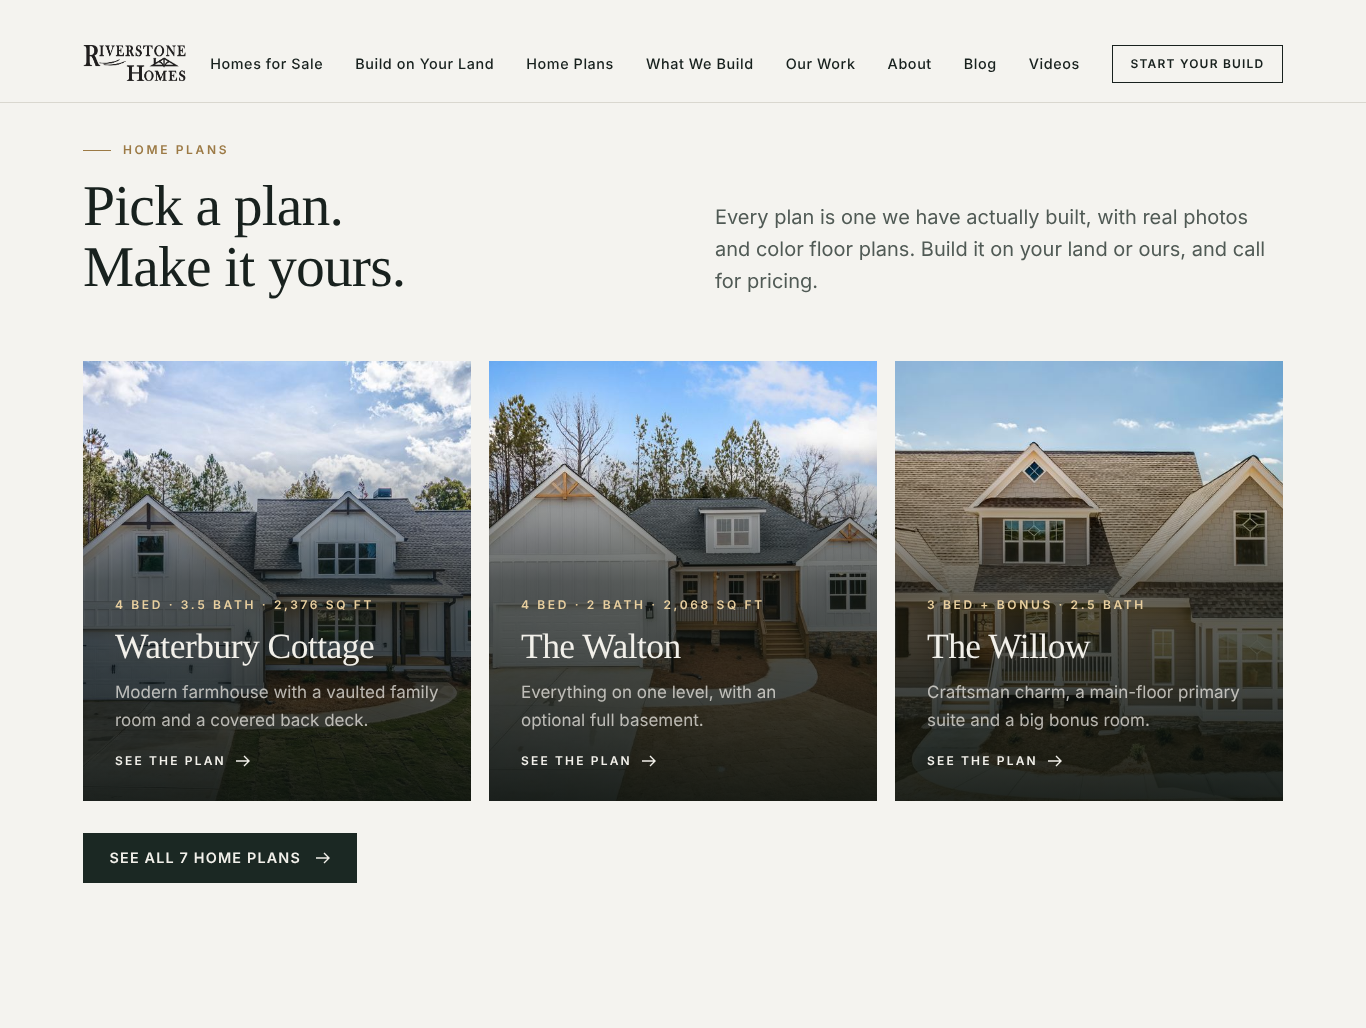 RIVERSTONE
HOMES
Homes for Sale
Build on Your Land
Home Plans
What We Build
Our Work
About
Blog
Videos
START YOUR BUILD
HOME PLANS
Pick a plan.
Make it yours.
Every plan is one we have actually built, with real photos
and color floor plans. Build it on your land or ours, and call
for pricing.
4 BED · 3.5 BATH · 2,376 SQ FT
Waterbury Cottage
Modern farmhouse with a vaulted family
room and a covered back deck.
SEE THE PLAN →
4 BED · 2 BATH · 2,068 SQ FT
The Walton
Everything on one level, with an
optional full basement.
SEE THE PLAN →
3 BED + BONUS · 2.5 BATH
The Willow
Craftsman charm, a main-floor primary
suite and a big bonus room.
SEE THE PLAN →
SEE ALL 7 HOME PLANS →